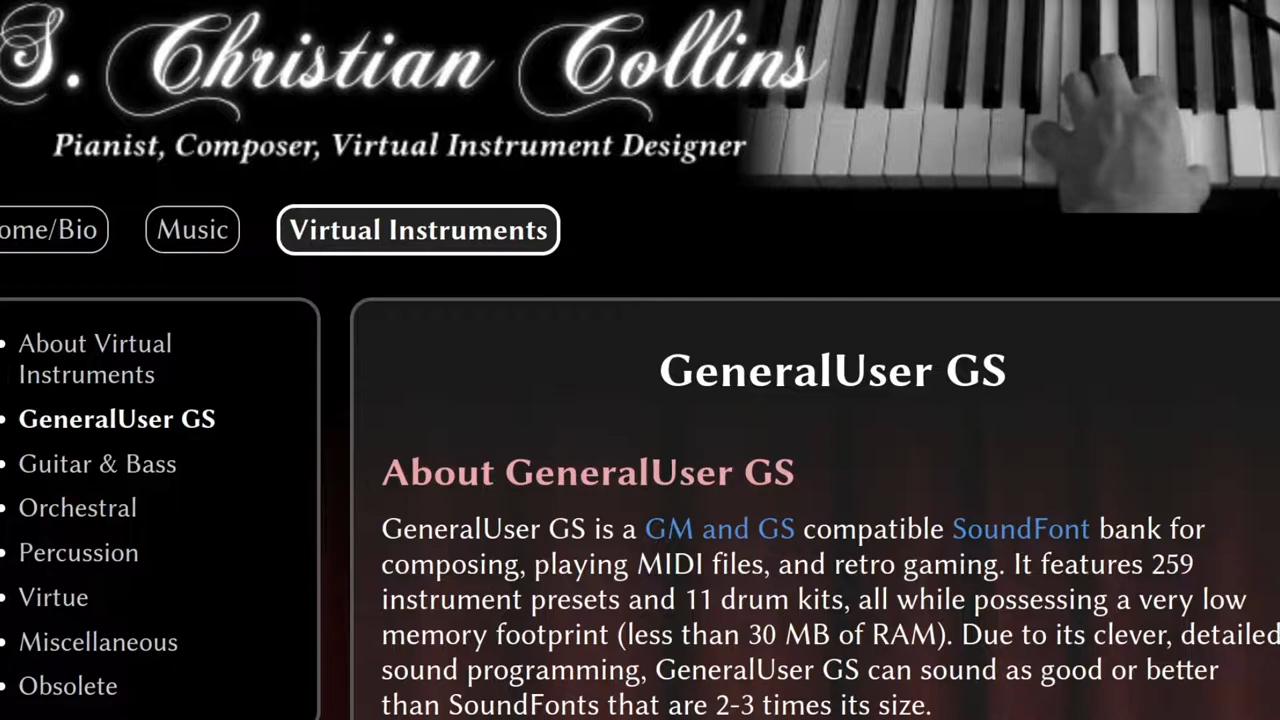 S. Christian Collins
Pianist, Composer, Virtual Instrument Designer
ome/Bio
Music
Virtual Instruments
• About Virtual
Instruments
• GeneralUser GS
• Guitar & Bass
• Orchestral
• Percussion
• Virtue
• Miscellaneous
• Obsolete
GeneralUser GS
About GeneralUser GS
GeneralUser GS is a GM and GS compatible SoundFont bank for
composing, playing MIDI files, and retro gaming. It features 259
instrument presets and 11 drum kits, all while possessing a very low
memory footprint (less than 30 MB of RAM). Due to its clever, detailed
sound programming, GeneralUser GS can sound as good or better
than SoundFonts that are 2-3 times its size.